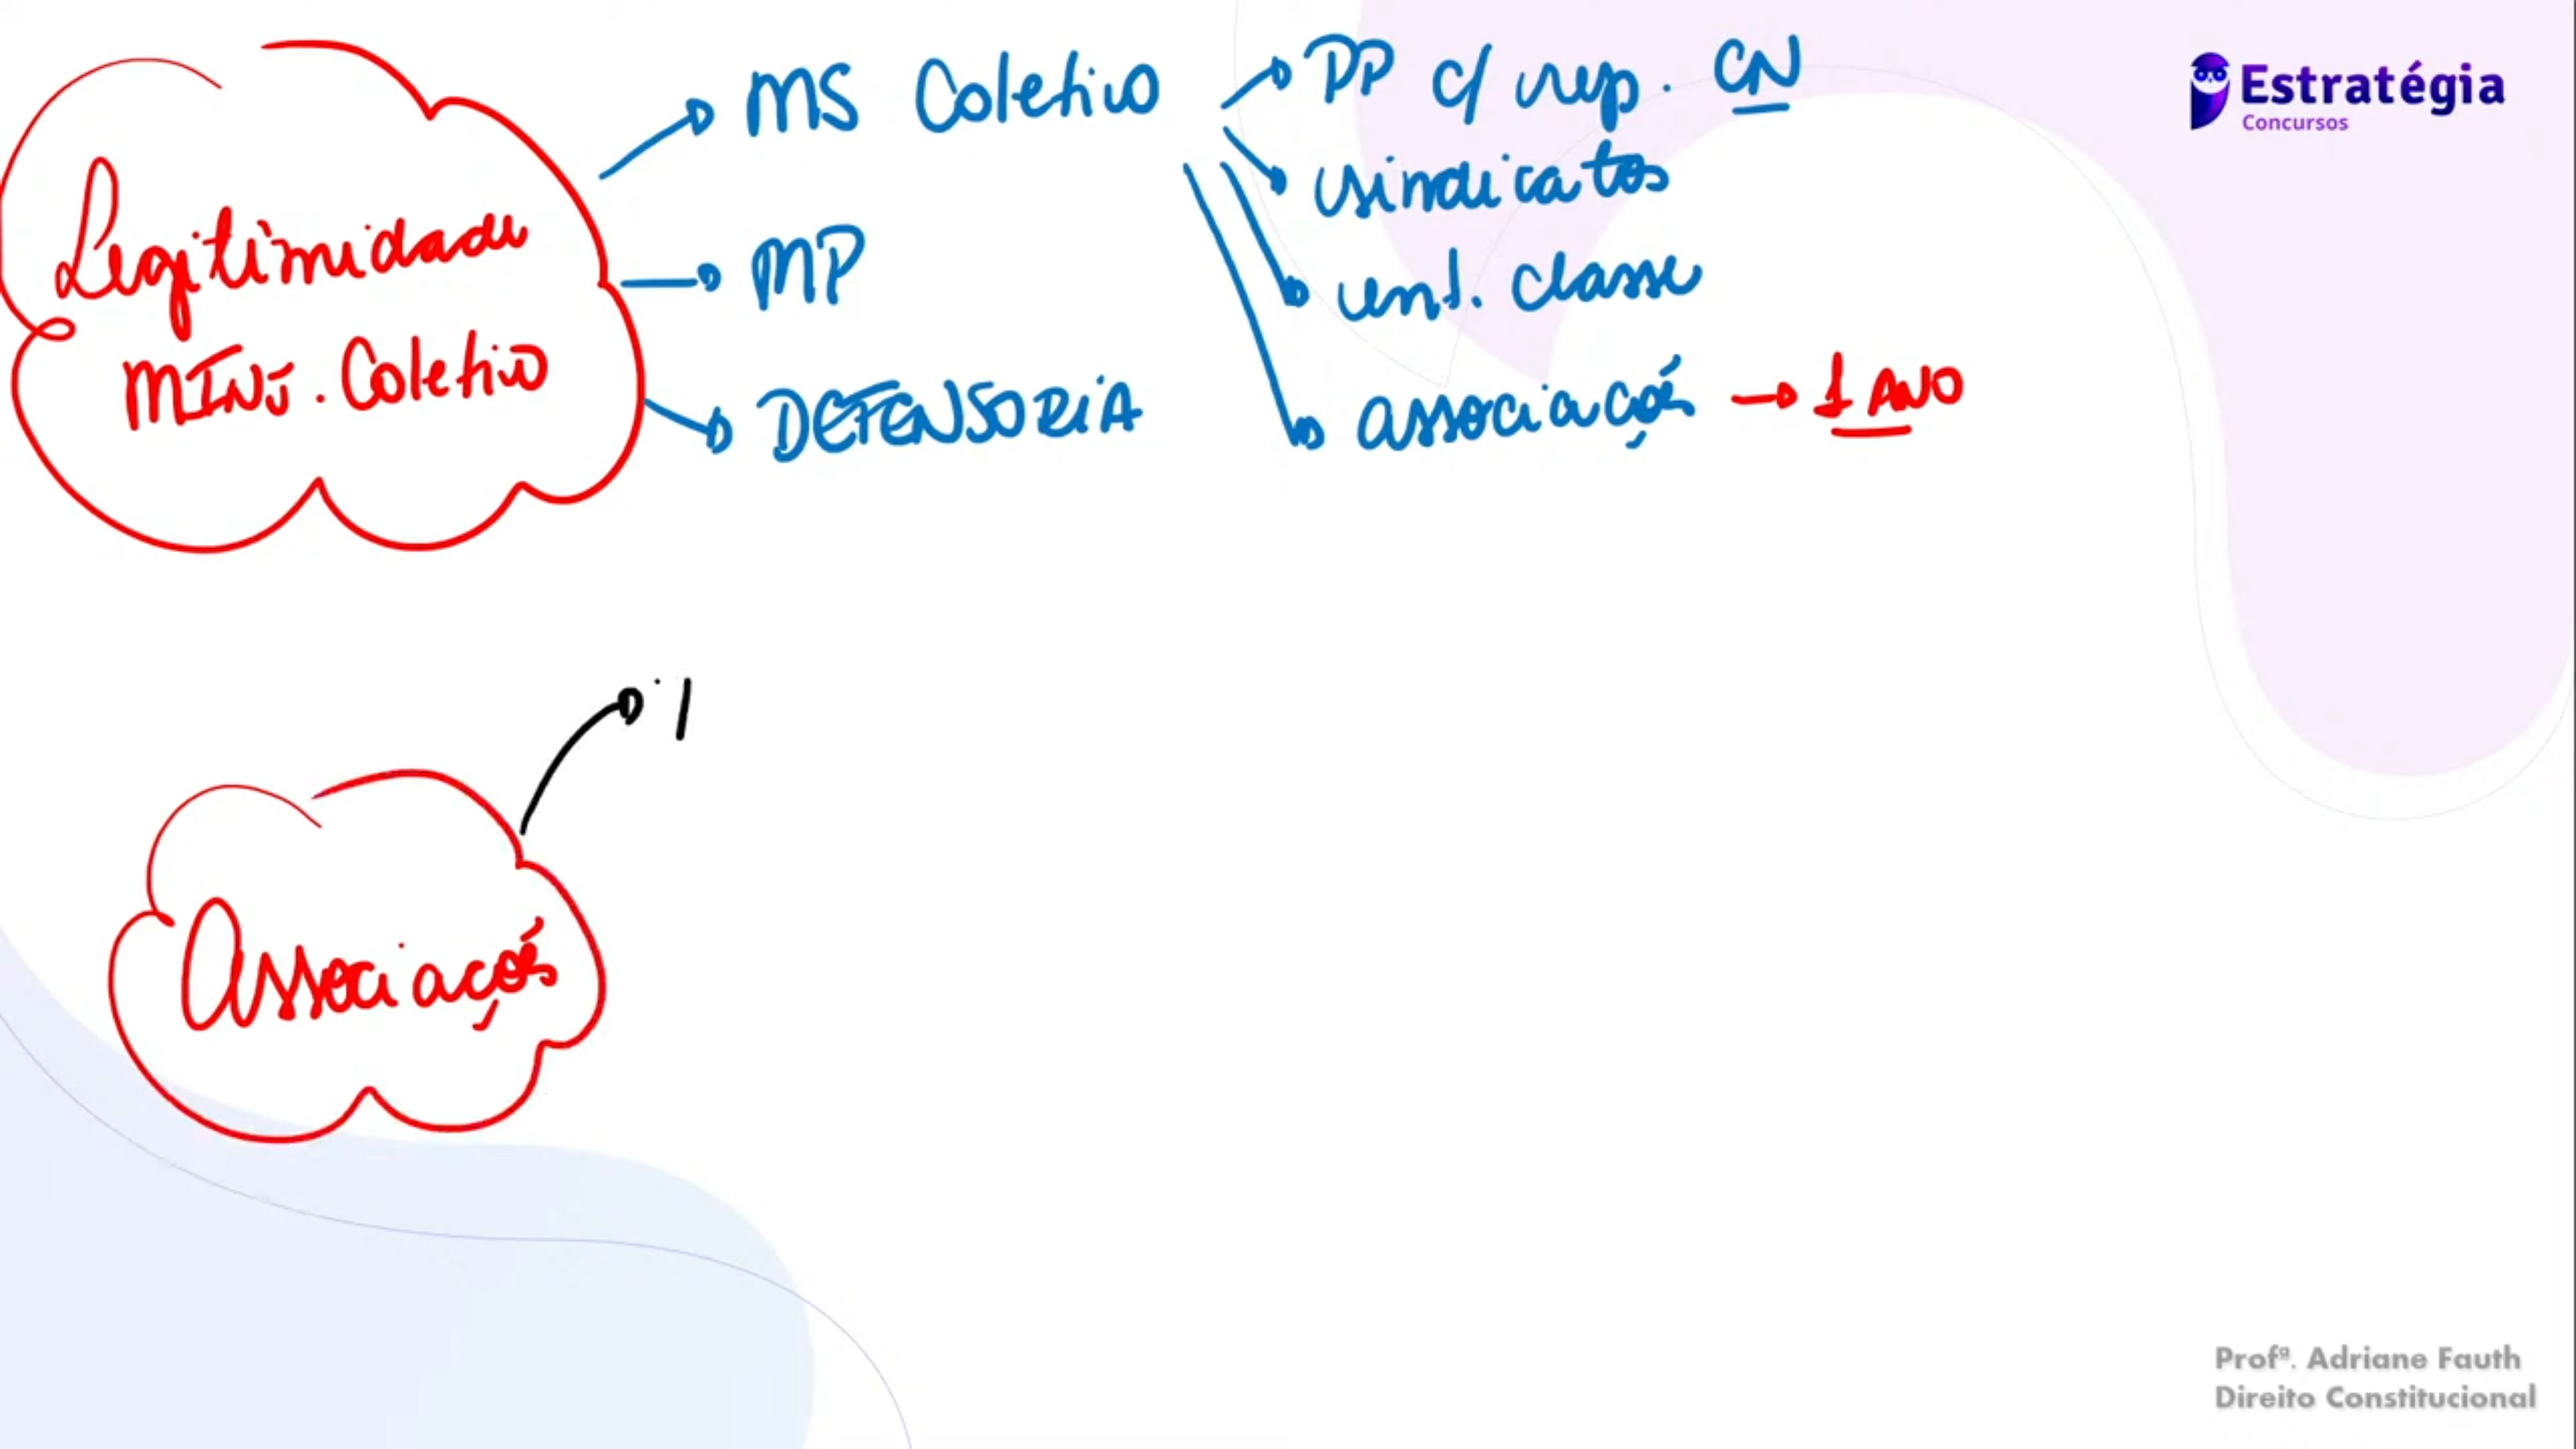 Legitimidade
MINJ. Coletivo
MS Coletivo
MP
DEFENSORIA
PP c/ rep. CN
sindicatos
ent. classe
associações → 1 ANO
Associações
Estratégia
Concursos
Profª. Adriane Fauth
Direito Constitucional